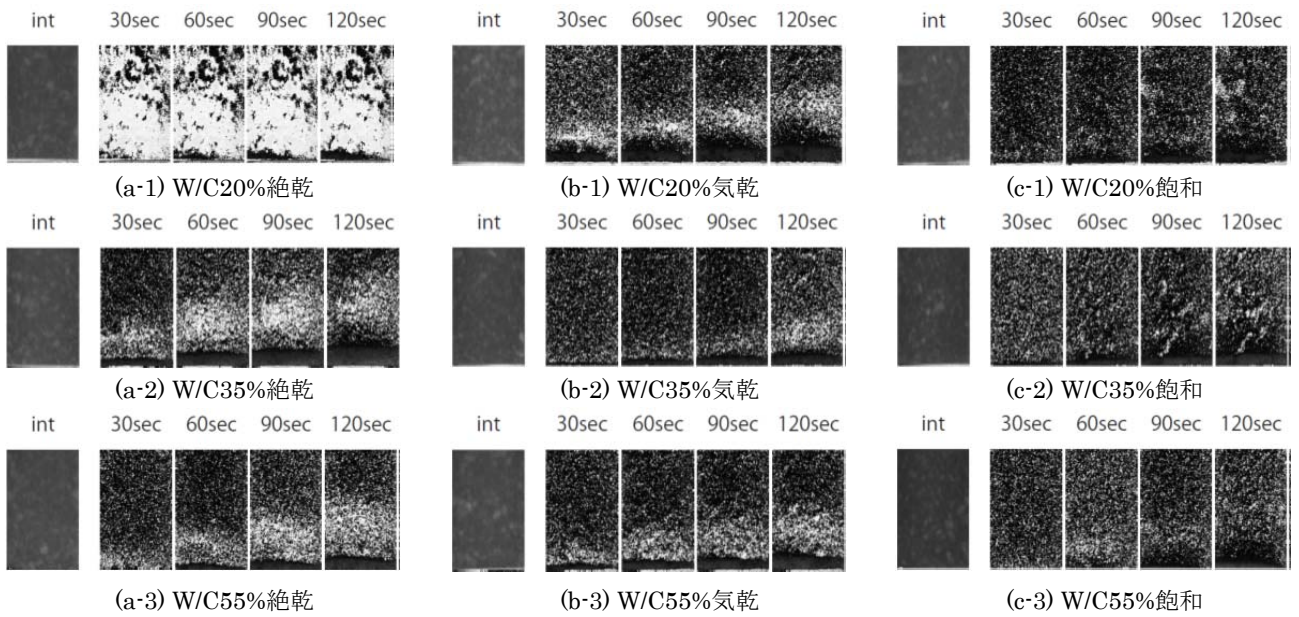 int 30sec 60sec 90sec 120sec int 30sec 60sec 90sec 120sec int 30sec 60sec 90sec 120sec
(a-1) W/C20%絶乾 (b-1) W/C20%気乾 (c-1) W/C20%飽和
int 30sec 60sec 90sec 120sec int 30sec 60sec 90sec 120sec int 30sec 60sec 90sec 120sec
(a-2) W/C35%絶乾 (b-2) W/C35%気乾 (c-2) W/C35%飽和
int 30sec 60sec 90sec 120sec int 30sec 60sec 90sec 120sec int 30sec 60sec 90sec 120sec
(a-3) W/C55%絶乾 (b-3) W/C55%気乾 (c-3) W/C55%飽和